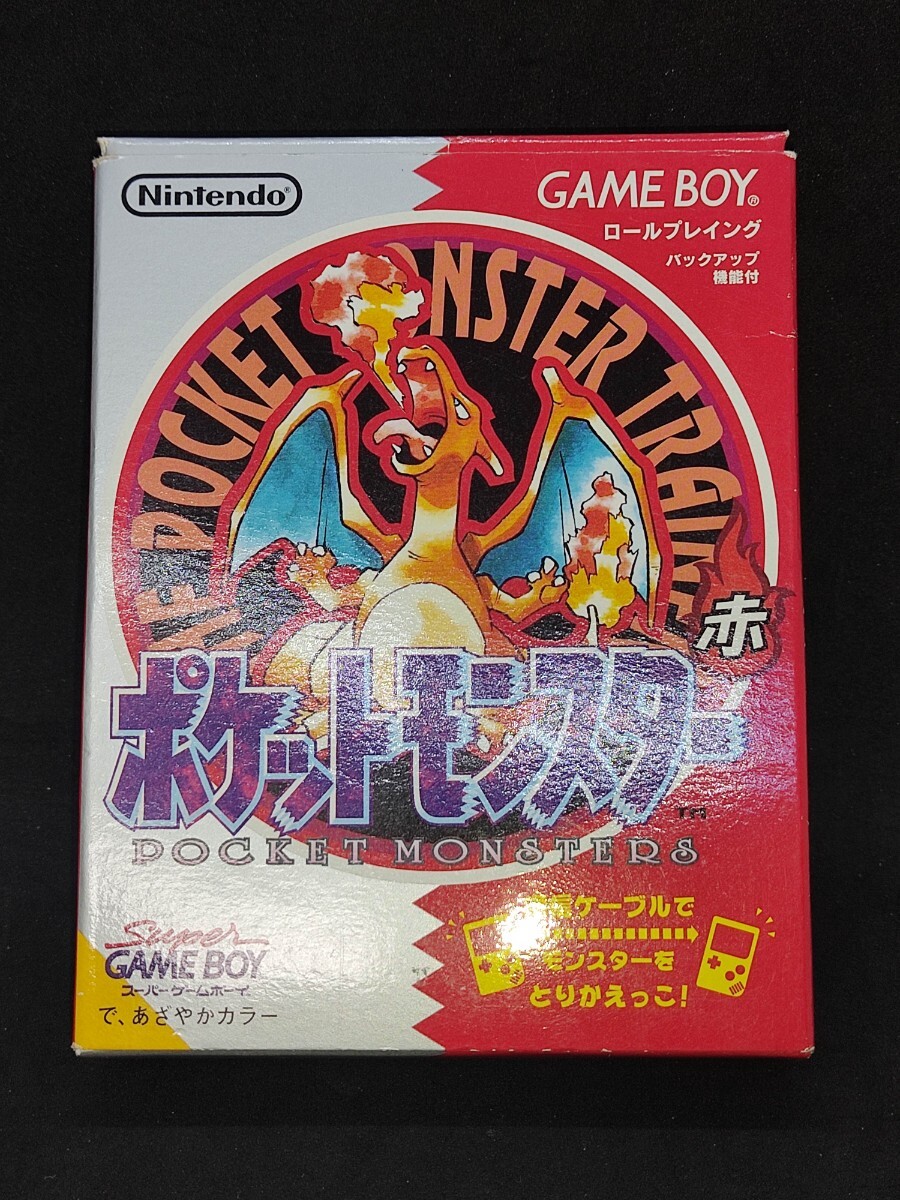 Nintendo®
GAME BOY®
ロールプレイング
バックアップ
機能付
POCKET MONSTER
赤
ポケットモンスター
TM
POCKET MONSTERS
ケーブルで
モンスターを
とりかえっこ!
Super
GAME BOY
スーパーゲームボーイ
で、あざやかカラー